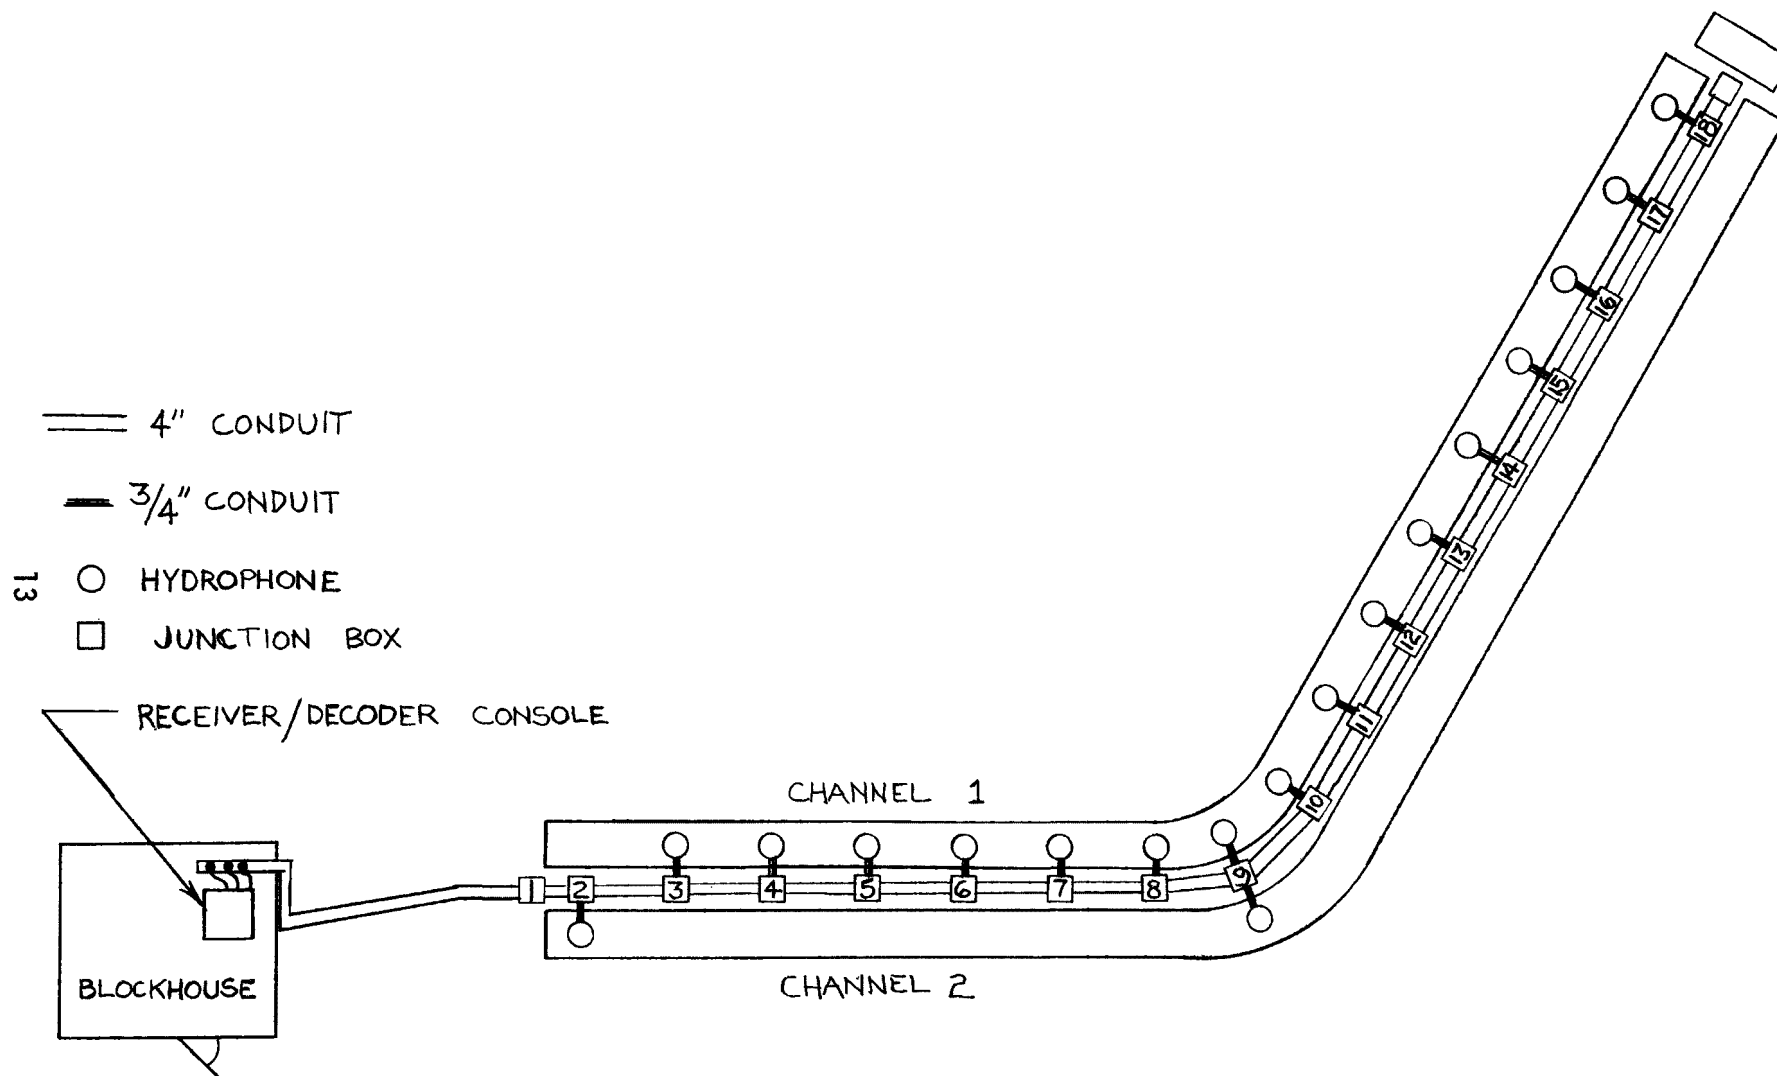 4" CONDUIT
3/4" CONDUIT
HYDROPHONE
JUNCTION BOX
RECEIVER/DECODER CONSOLE
13
BLOCKHOUSE
CHANNEL 1
CHANNEL 2
1
2
3
4
5
6
7
8
9
10
11
12
13
14
15
16
17
18